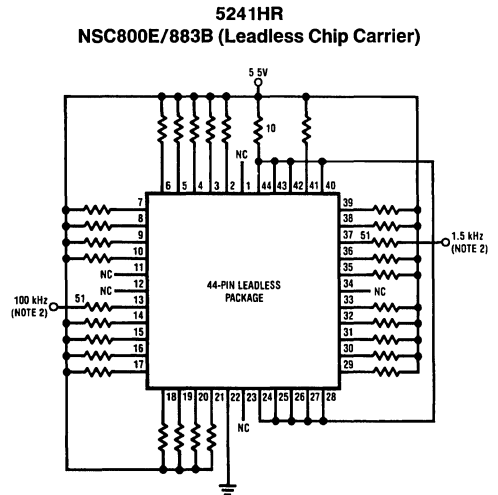 5241HR
NSC800E/883B (Leadless Chip Carrier)
5 5V
10
NC
6 5 4 3 2 1 44 43 42 41 40
7
8
9
10
11
12
13
14
15
16
17
NC
NC
51
100 kHz
(NOTE 2)
44-PIN LEADLESS
PACKAGE
39
38
37
36
35
34
33
32
31
30
29
51
1.5 kHz
(NOTE 2)
NC
18 19 20 21 22 23 24 25 26 27 28
NC